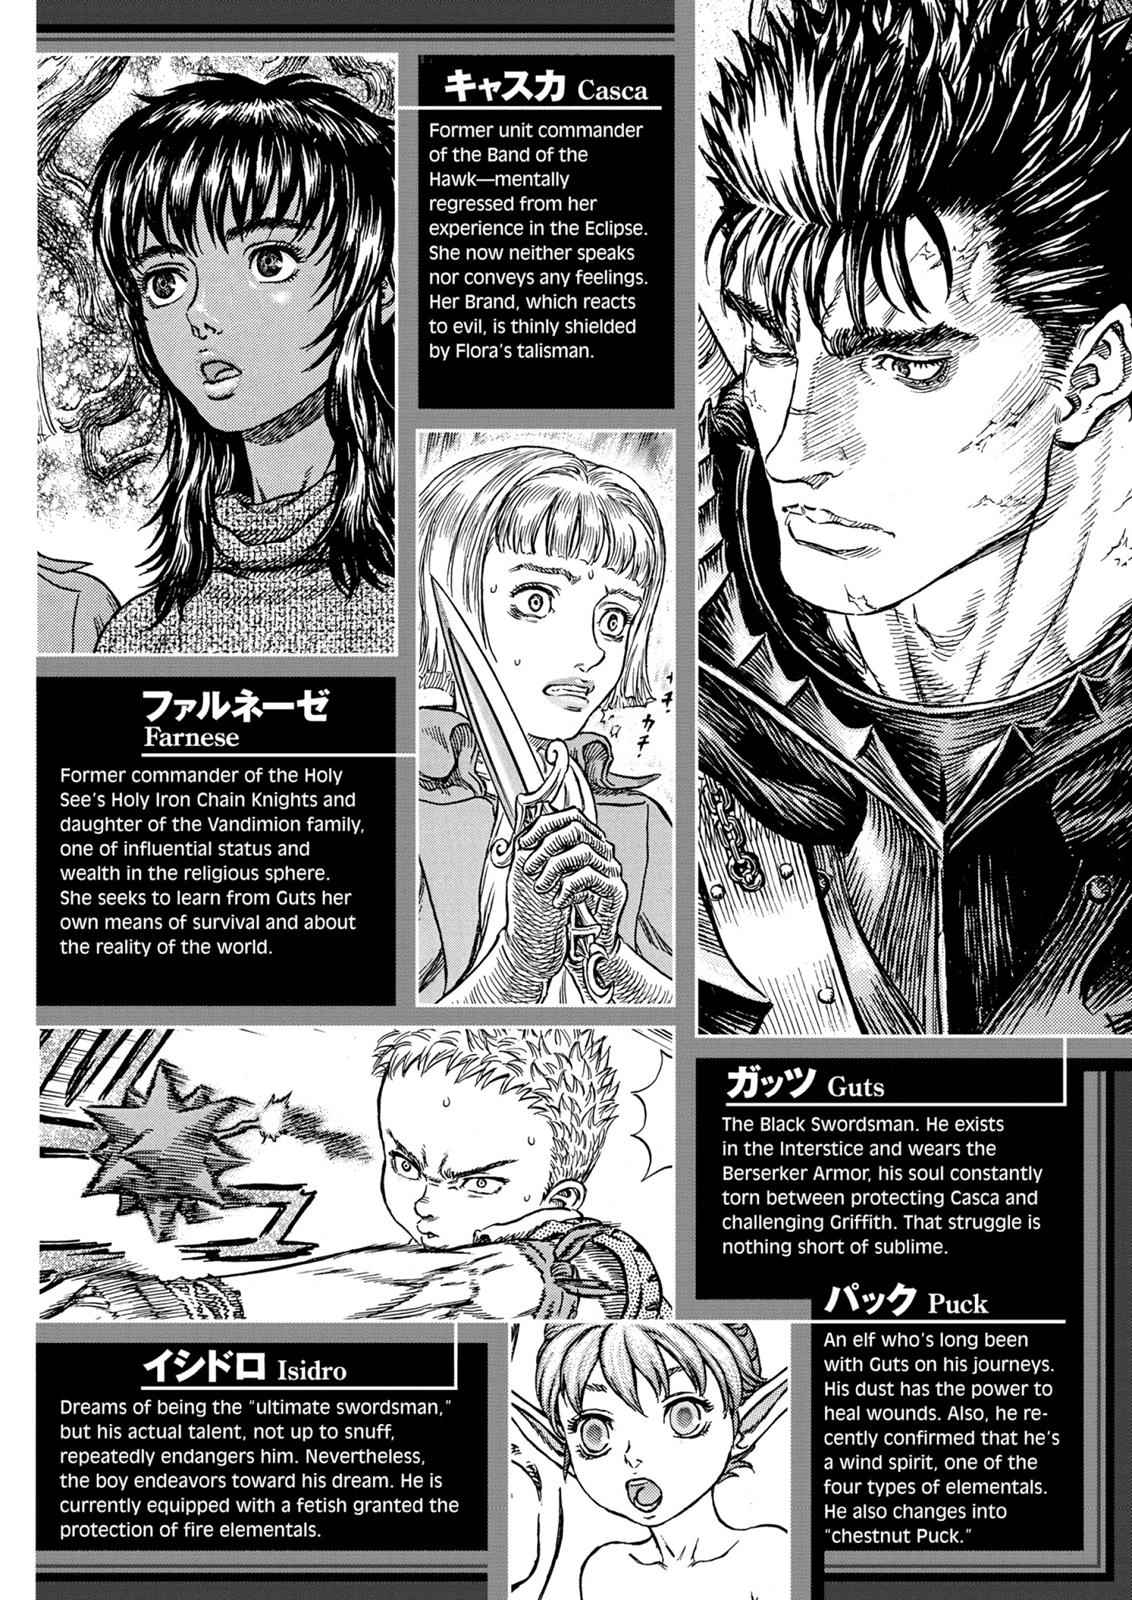 キャスカ Casca
Former unit commander
of the Band of the
Hawk—mentally
regressed from her
experience in the Eclipse.
She now neither speaks
nor conveys any feelings.
Her Brand, which reacts
to evil, is thinly shielded
by Flora's talisman.
ファルネーゼ
Farnese
Former commander of the Holy
See's Holy Iron Chain Knights and
daughter of the Vandimion family,
one of influential status and
wealth in the religious sphere.
She seeks to learn from Guts her
own means of survival and about
the reality of the world.
カチ
ガッツ Guts
The Black Swordsman. He exists
in the Interstice and wears the
Berserker Armor, his soul constantly
torn between protecting Casca and
challenging Griffith. That struggle is
nothing short of sublime.
イシドロ Isidro
Dreams of being the "ultimate swordsman,"
but his actual talent, not up to snuff,
repeatedly endangers him. Nevertheless,
the boy endeavors toward his dream. He is
currently equipped with a fetish granted the
protection of fire elementals.
パック Puck
An elf who's long been
with Guts on his journeys.
His dust has the power to
heal wounds. Also, he re-
cently confirmed that he's
a wind spirit, one of the
four types of elementals.
He also changes into
"chestnut Puck."